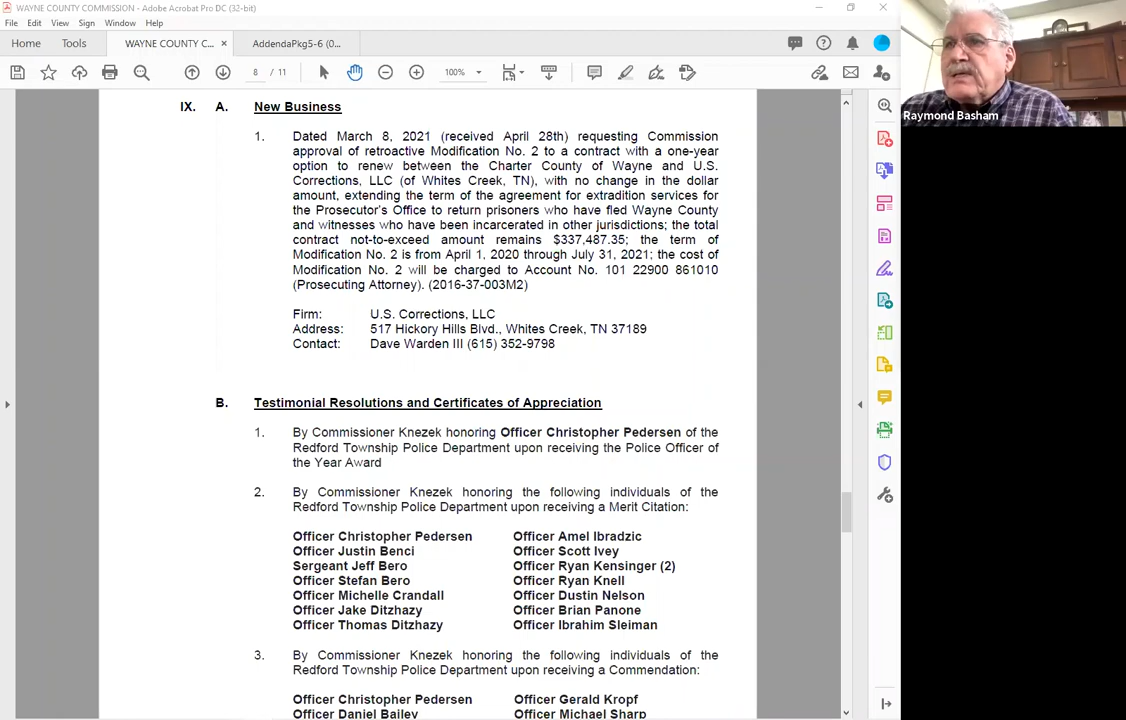 WAYNE COUNTY COMMISSION - Adobe Acrobat Pro DC (32-bit)
File Edit View Sign Window Help
Home Tools WAYNE COUNTY C... × AddendaPkg5-6 (0...
8 / 11 100%
Raymond Basham
IX. A. New Business
1. Dated March 8, 2021 (received April 28th) requesting Commission
approval of retroactive Modification No. 2 to a contract with a one-year
option to renew between the Charter County of Wayne and U.S.
Corrections, LLC (of Whites Creek, TN), with no change in the dollar
amount, extending the term of the agreement for extradition services for
the Prosecutor's Office to return prisoners who have fled Wayne County
and witnesses who have been incarcerated in other jurisdictions; the total
contract not-to-exceed amount remains $337,487.35; the term of
Modification No. 2 is from April 1, 2020 through July 31, 2021; the cost of
Modification No. 2 will be charged to Account No. 101 22900 861010
(Prosecuting Attorney). (2016-37-003M2)
Firm: U.S. Corrections, LLC
Address: 517 Hickory Hills Blvd., Whites Creek, TN 37189
Contact: Dave Warden III (615) 352-9798
B. Testimonial Resolutions and Certificates of Appreciation
1. By Commissioner Knezek honoring Officer Christopher Pedersen of the
Redford Township Police Department upon receiving the Police Officer of
the Year Award
2. By Commissioner Knezek honoring the following individuals of the
Redford Township Police Department upon receiving a Merit Citation:
Officer Christopher Pedersen Officer Amel Ibradzic
Officer Justin Benci Officer Scott Ivey
Sergeant Jeff Bero Officer Ryan Kensinger (2)
Officer Stefan Bero Officer Ryan Knell
Officer Michelle Crandall Officer Dustin Nelson
Officer Jake Ditzhazy Officer Brian Panone
Officer Thomas Ditzhazy Officer Ibrahim Sleiman
3. By Commissioner Knezek honoring the following individuals of the
Redford Township Police Department upon receiving a Commendation:
Officer Christopher Pedersen Officer Gerald Kropf
Officer Daniel Bailey Officer Michael Sharp